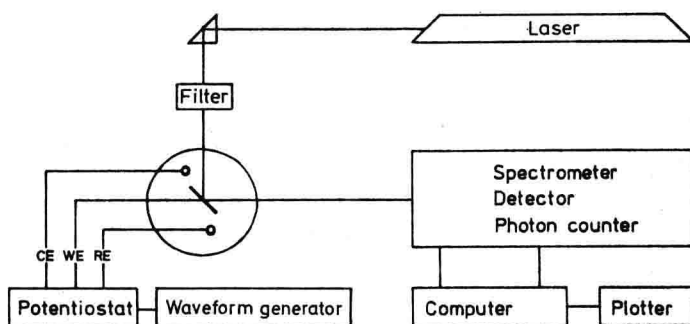 Laser
Filter
Spectrometer
Detector
Photon counter
CE WE RE
Potentiostat
Waveform generator
Computer
Plotter